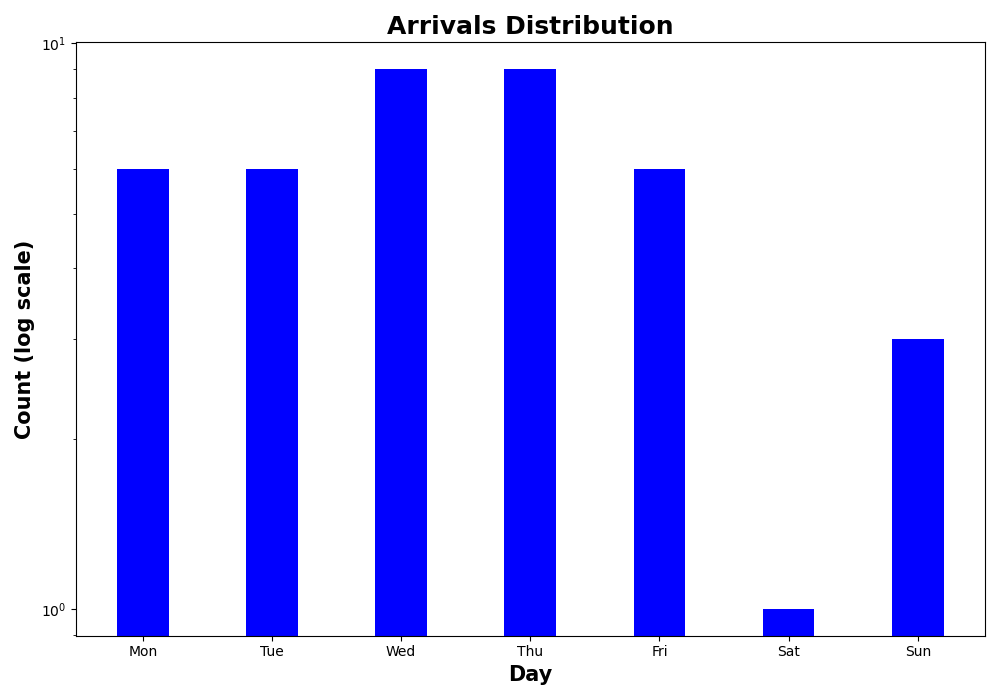 Arrivals Distribution
10¹
10⁰
Count (log scale)
Mon Tue Wed Thu Fri Sat Sun
Day